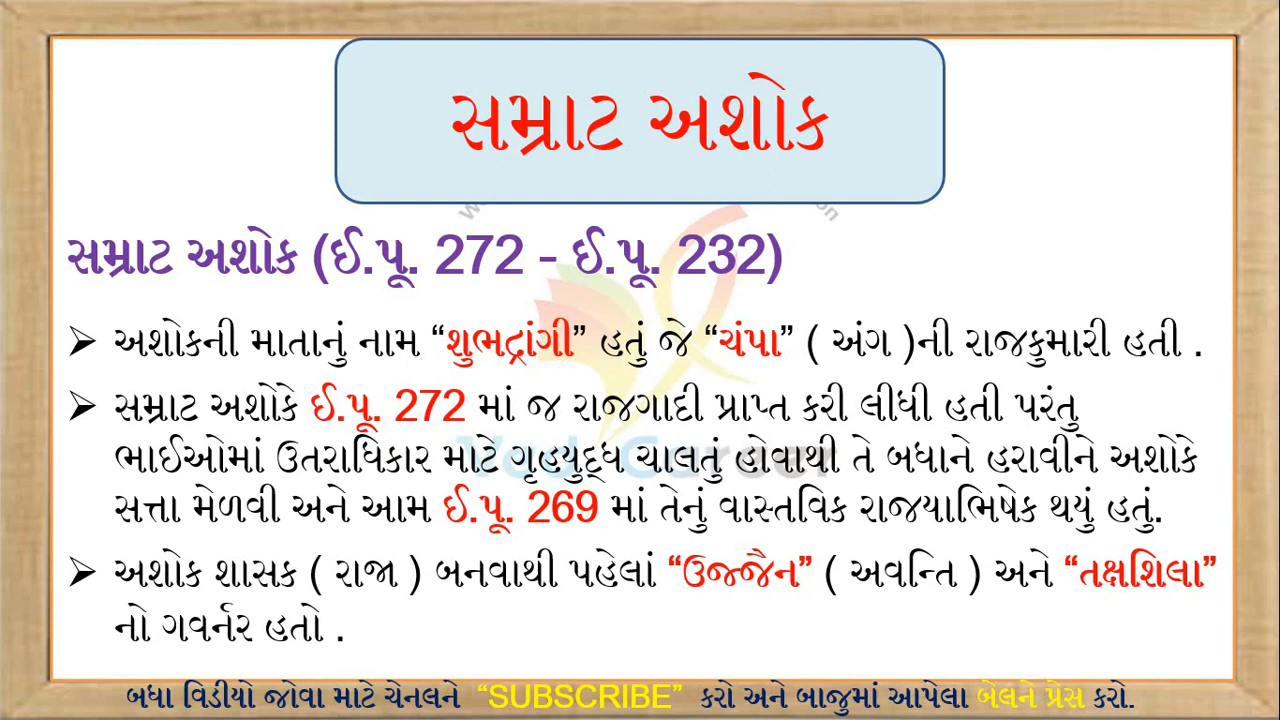 સમ્રાટ અશોક
સમ્રાટ અશોક (ઈ.પૂ. 272 - ઈ.પૂ. 232)
➢ અશોકની માતાનું નામ “શુભદ્રાંગી” હતું જે “ચંપા” ( અંગ )ની રાજકુમારી હતી .
➢ સમ્રાટ અશોકે ઈ.પૂ. 272 માં જ રાજગાદી પ્રાપ્ત કરી લીધી હતી પરંતુ
ભાઈઓમાં ઉતરાધિકાર માટે ગૃહયુદ્ધ ચાલતું હોવાથી તે બધાને હરાવીને અશોકે
સત્તા મેળવી અને આમ ઈ.પૂ. 269 માં તેનું વાસ્તવિક રાજયાભિષેક થયું હતું.
➢ અશોક શાસક ( રાજા ) બનવાથી પહેલાં “ઉજ્જૈન” ( અવન્તિ ) અને “તક્ષશિલા”
નો ગવર્નર હતો .
બધા વિડીયો જોવા માટે ચેનલને “SUBSCRIBE” કરો અને બાજુમાં આપેલા બેલને પ્રેસ કરો.